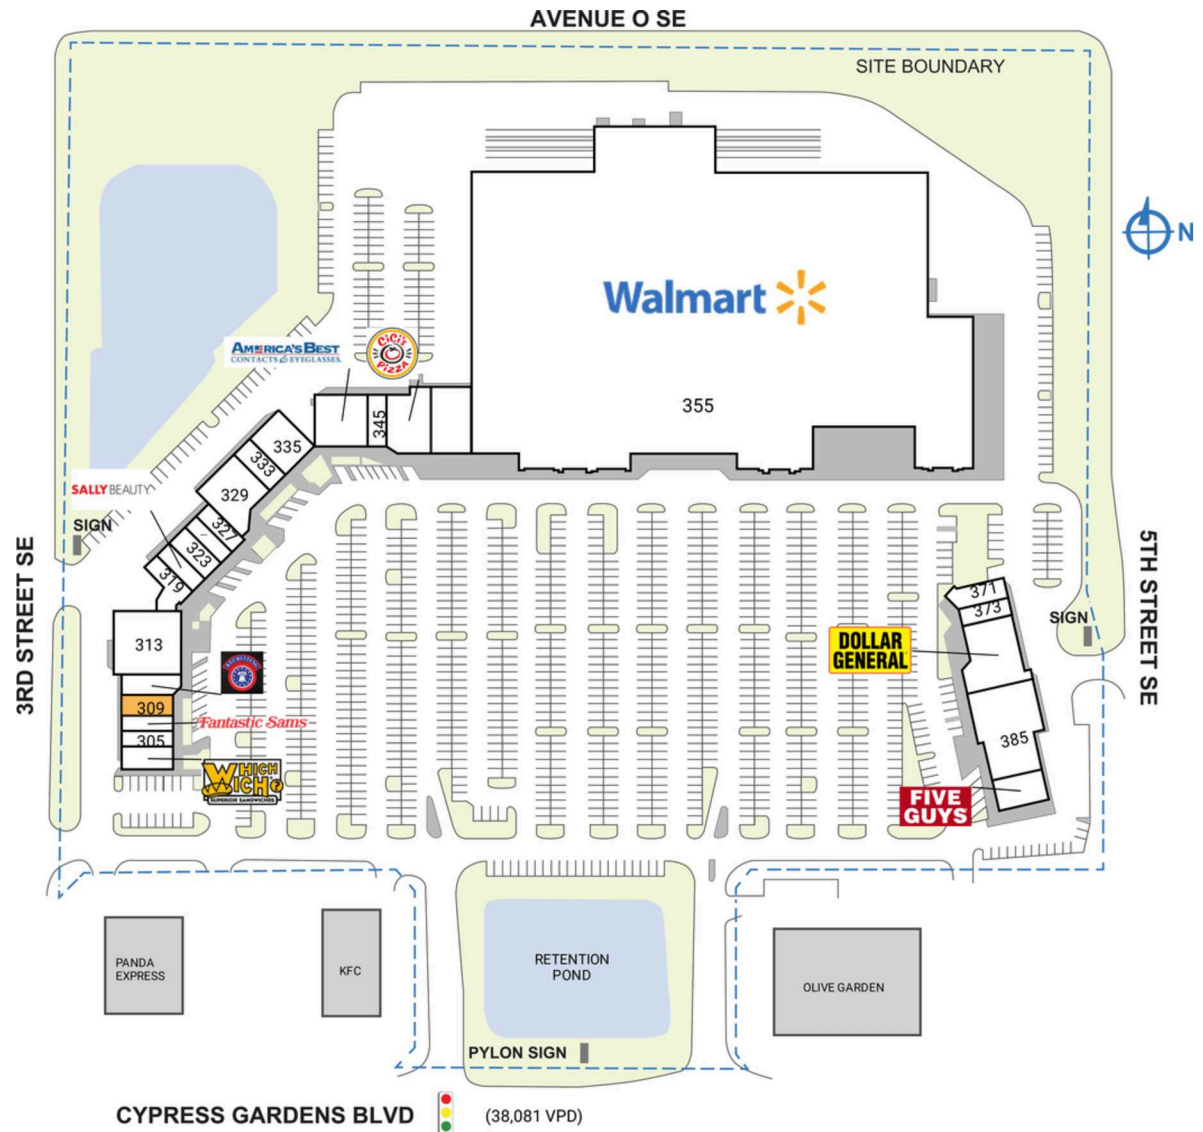 AVENUE O SE
SITE BOUNDARY
N
Walmart
AMERICA'S BEST
CONTACTS & EYEGLASSES
CiCi's
PIZZA
355
345
335
333
329
SALLY BEAUTY
327
323
319
SIGN
3RD STREET SE
5TH STREET SE
371
373
SIGN
313
DOLLAR
GENERAL
309
Fantastic Sams
305
385
WHICH
WICH?
SUPERIOR SANDWICHES
FIVE
GUYS
PANDA
EXPRESS
KFC
RETENTION
POND
OLIVE GARDEN
PYLON SIGN
CYPRESS GARDENS BLVD
(38,081 VPD)